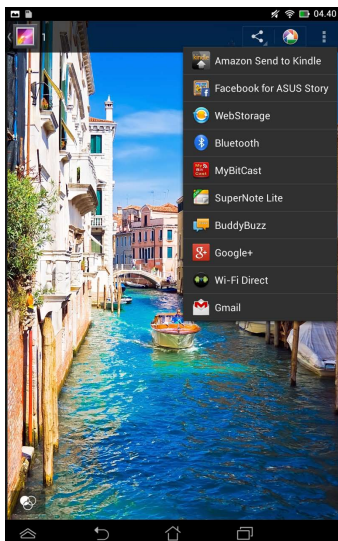 04.40
1
Amazon Send to Kindle
Facebook for ASUS Story
WebStorage
Bluetooth
MyBitCast
SuperNote Lite
BuddyBuzz
Google+
Wi-Fi Direct
Gmail